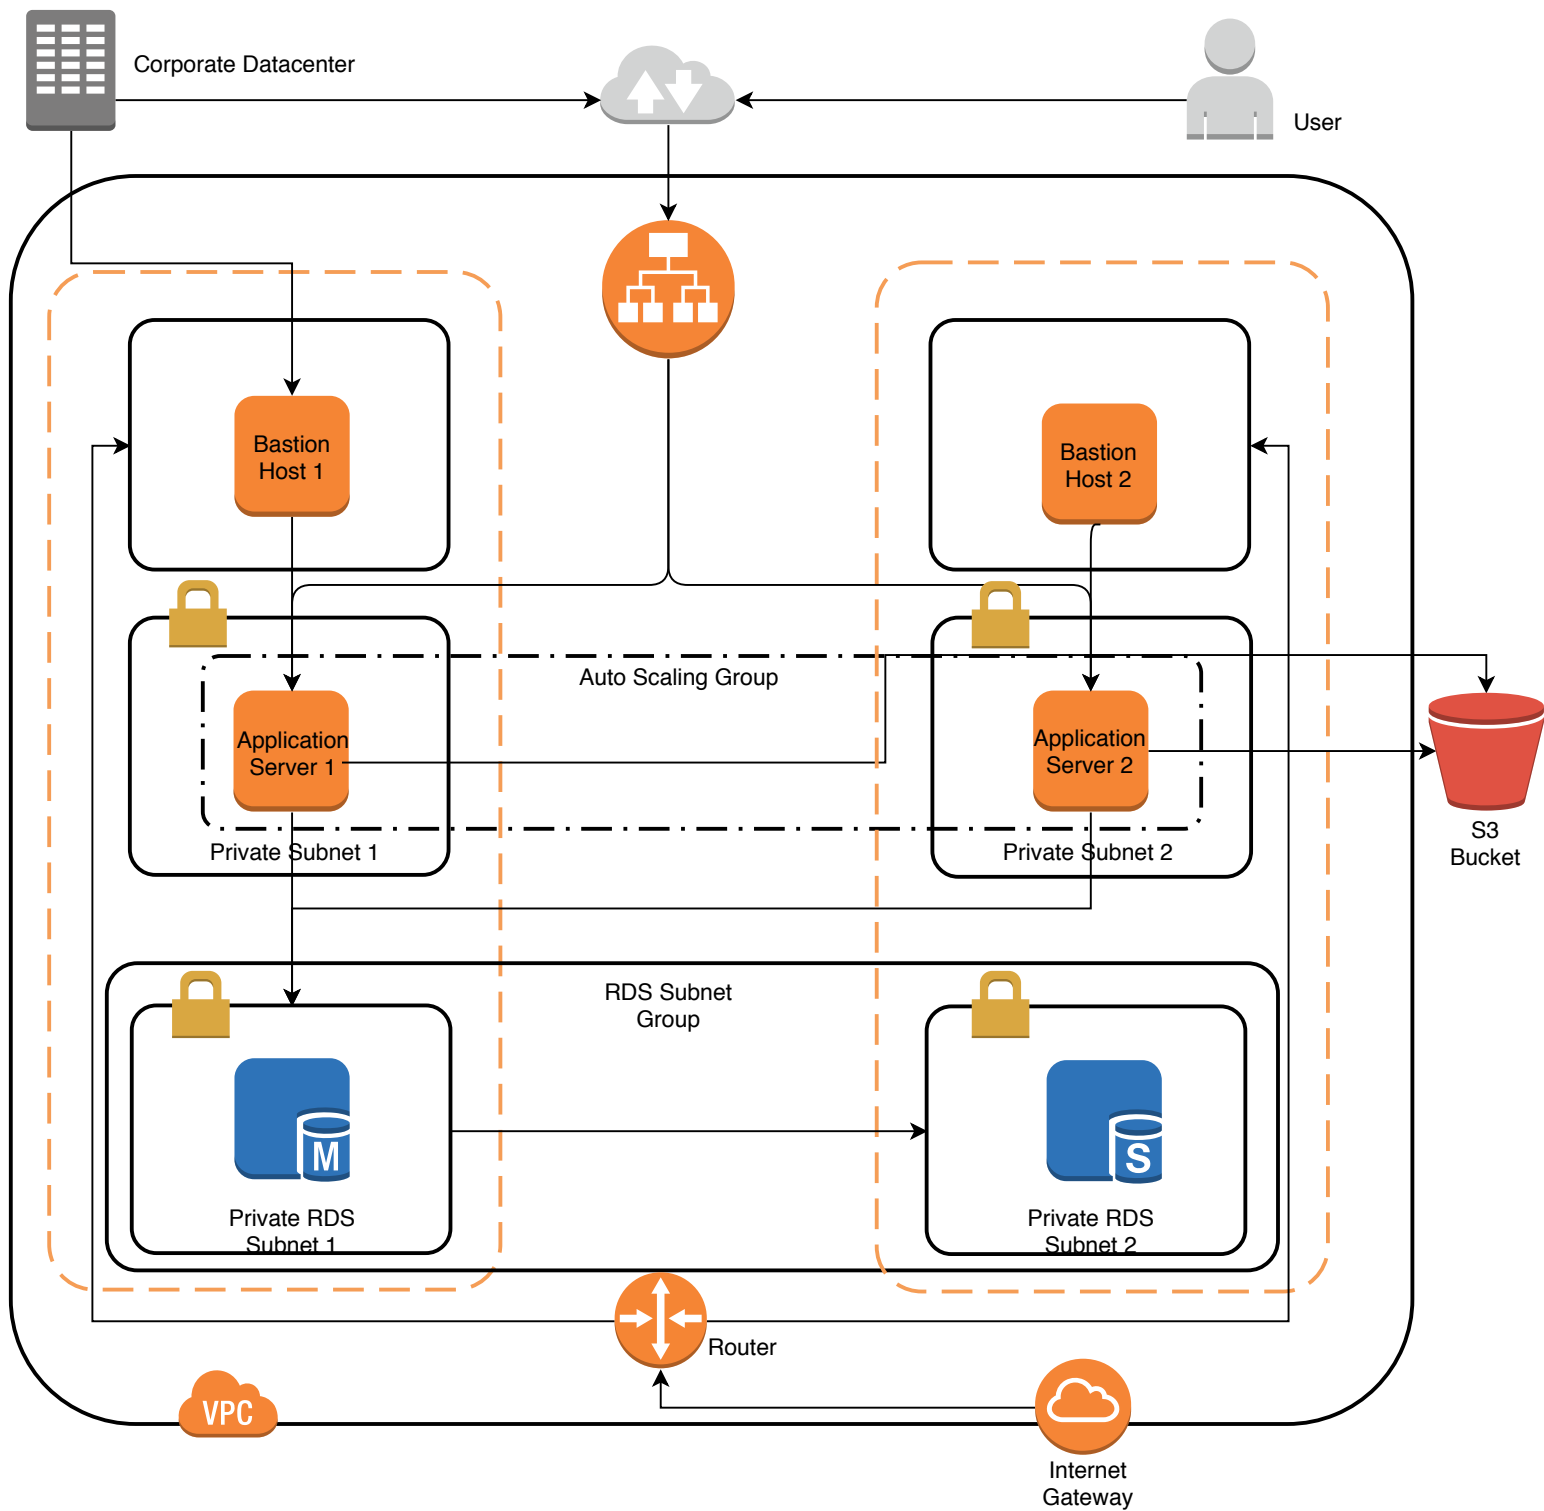 Corporate Datacenter
User
Bastion
Host 1
Bastion
Host 2
Auto Scaling Group
Application
Server 1
Application
Server 2
Private Subnet 1
Private Subnet 2
S3
Bucket
RDS Subnet
Group
M
S
Private RDS
Subnet 1
Private RDS
Subnet 2
Router
VPC
Internet
Gateway